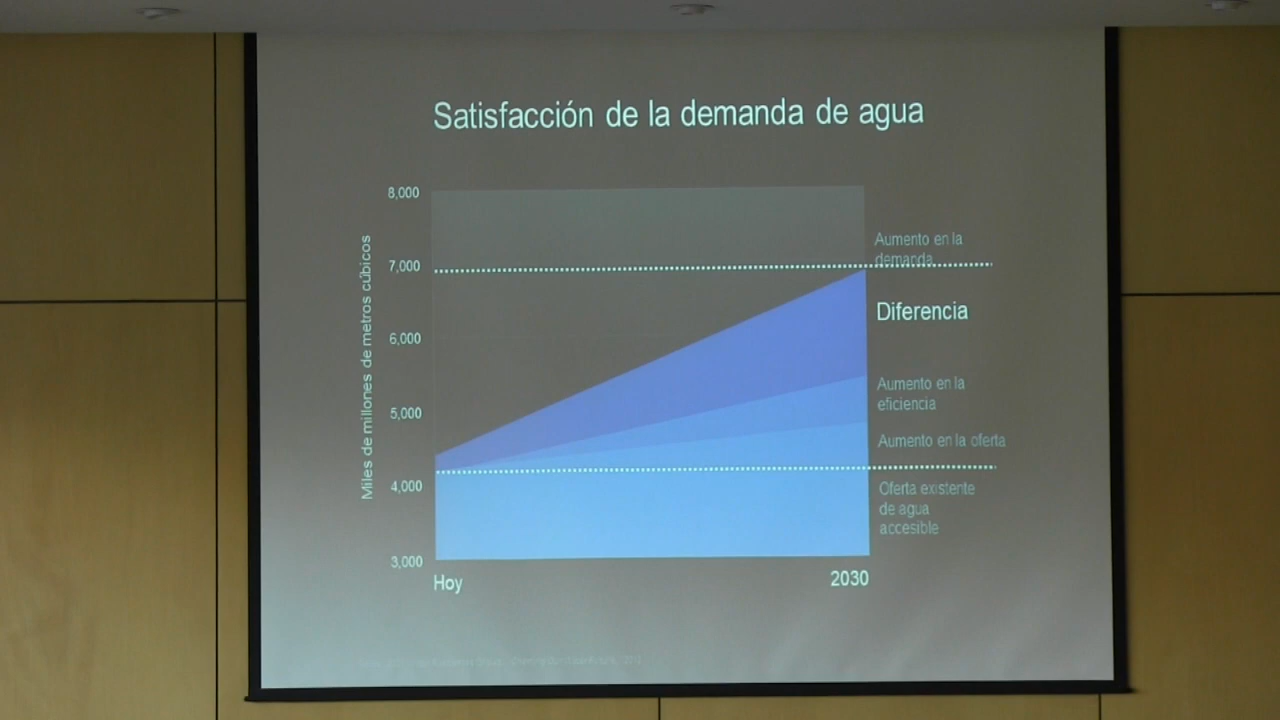 Satisfacción de la demanda de agua
Miles de millones de metros cúbicos
8,000
7,000
6,000
5,000
4,000
3,000
Hoy
2030
Aumento en la
demanda
Diferencia
Aumento en la
eficiencia
Aumento en la oferta
Oferta existente
de agua
accesible